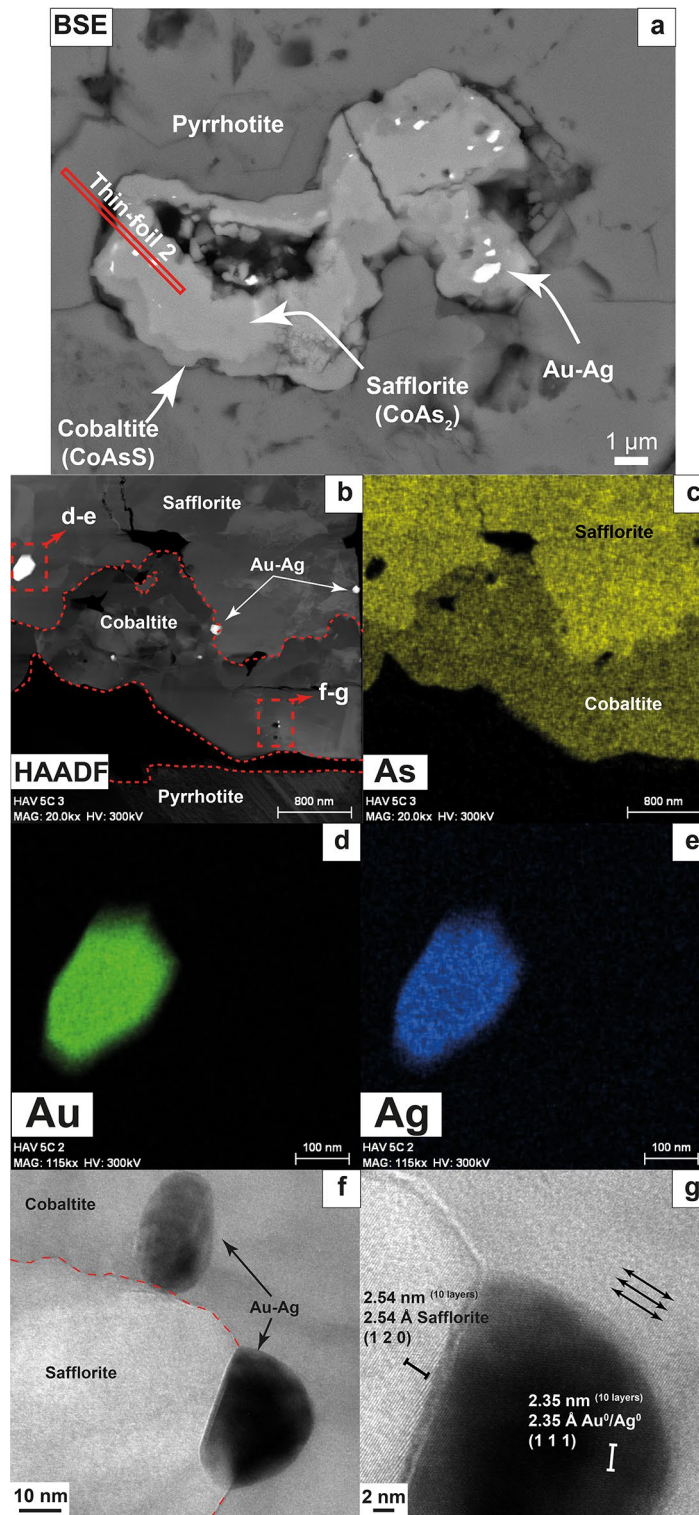 BSE
a
Pyrrhotite
Thin-foil 2
Au-Ag
Safflorite
(CoAs₂)
Cobaltite
(CoAsS)
1 µm
b
Safflorite
d-e
Au-Ag
Cobaltite
f-g
HAADF
Pyrrhotite
HAV 5C 3
MAG: 20.0kx HV: 300kV
800 nm
c
Safflorite
Cobaltite
As
HAV 5C 3
MAG: 20.0kx HV: 300kV
800 nm
d
Au
HAV 5C 2
MAG: 115kx HV: 300kV
100 nm
e
Ag
HAV 5C 2
MAG: 115kx HV: 300kV
100 nm
f
Cobaltite
Au-Ag
Safflorite
10 nm
g
2.54 nm (10 layers)
2.54 Å Safflorite
(1 2 0)
2.35 nm (10 layers)
2.35 Å Au⁰/Ag⁰
(1 1 1)
2 nm